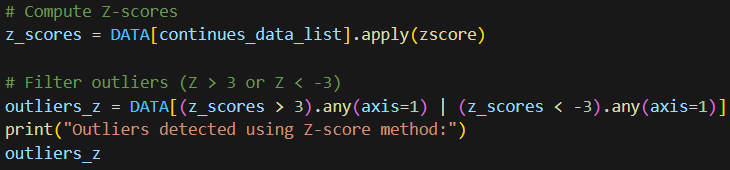 # Compute Z-scores
z_scores = DATA[continues_data_list].apply(zscore)
# Filter outliers (Z > 3 or Z < -3)
outliers_z = DATA[(z_scores > 3).any(axis=1) | (z_scores < -3).any(axis=1)]
print("Outliers detected using Z-score method:")
outliers_z